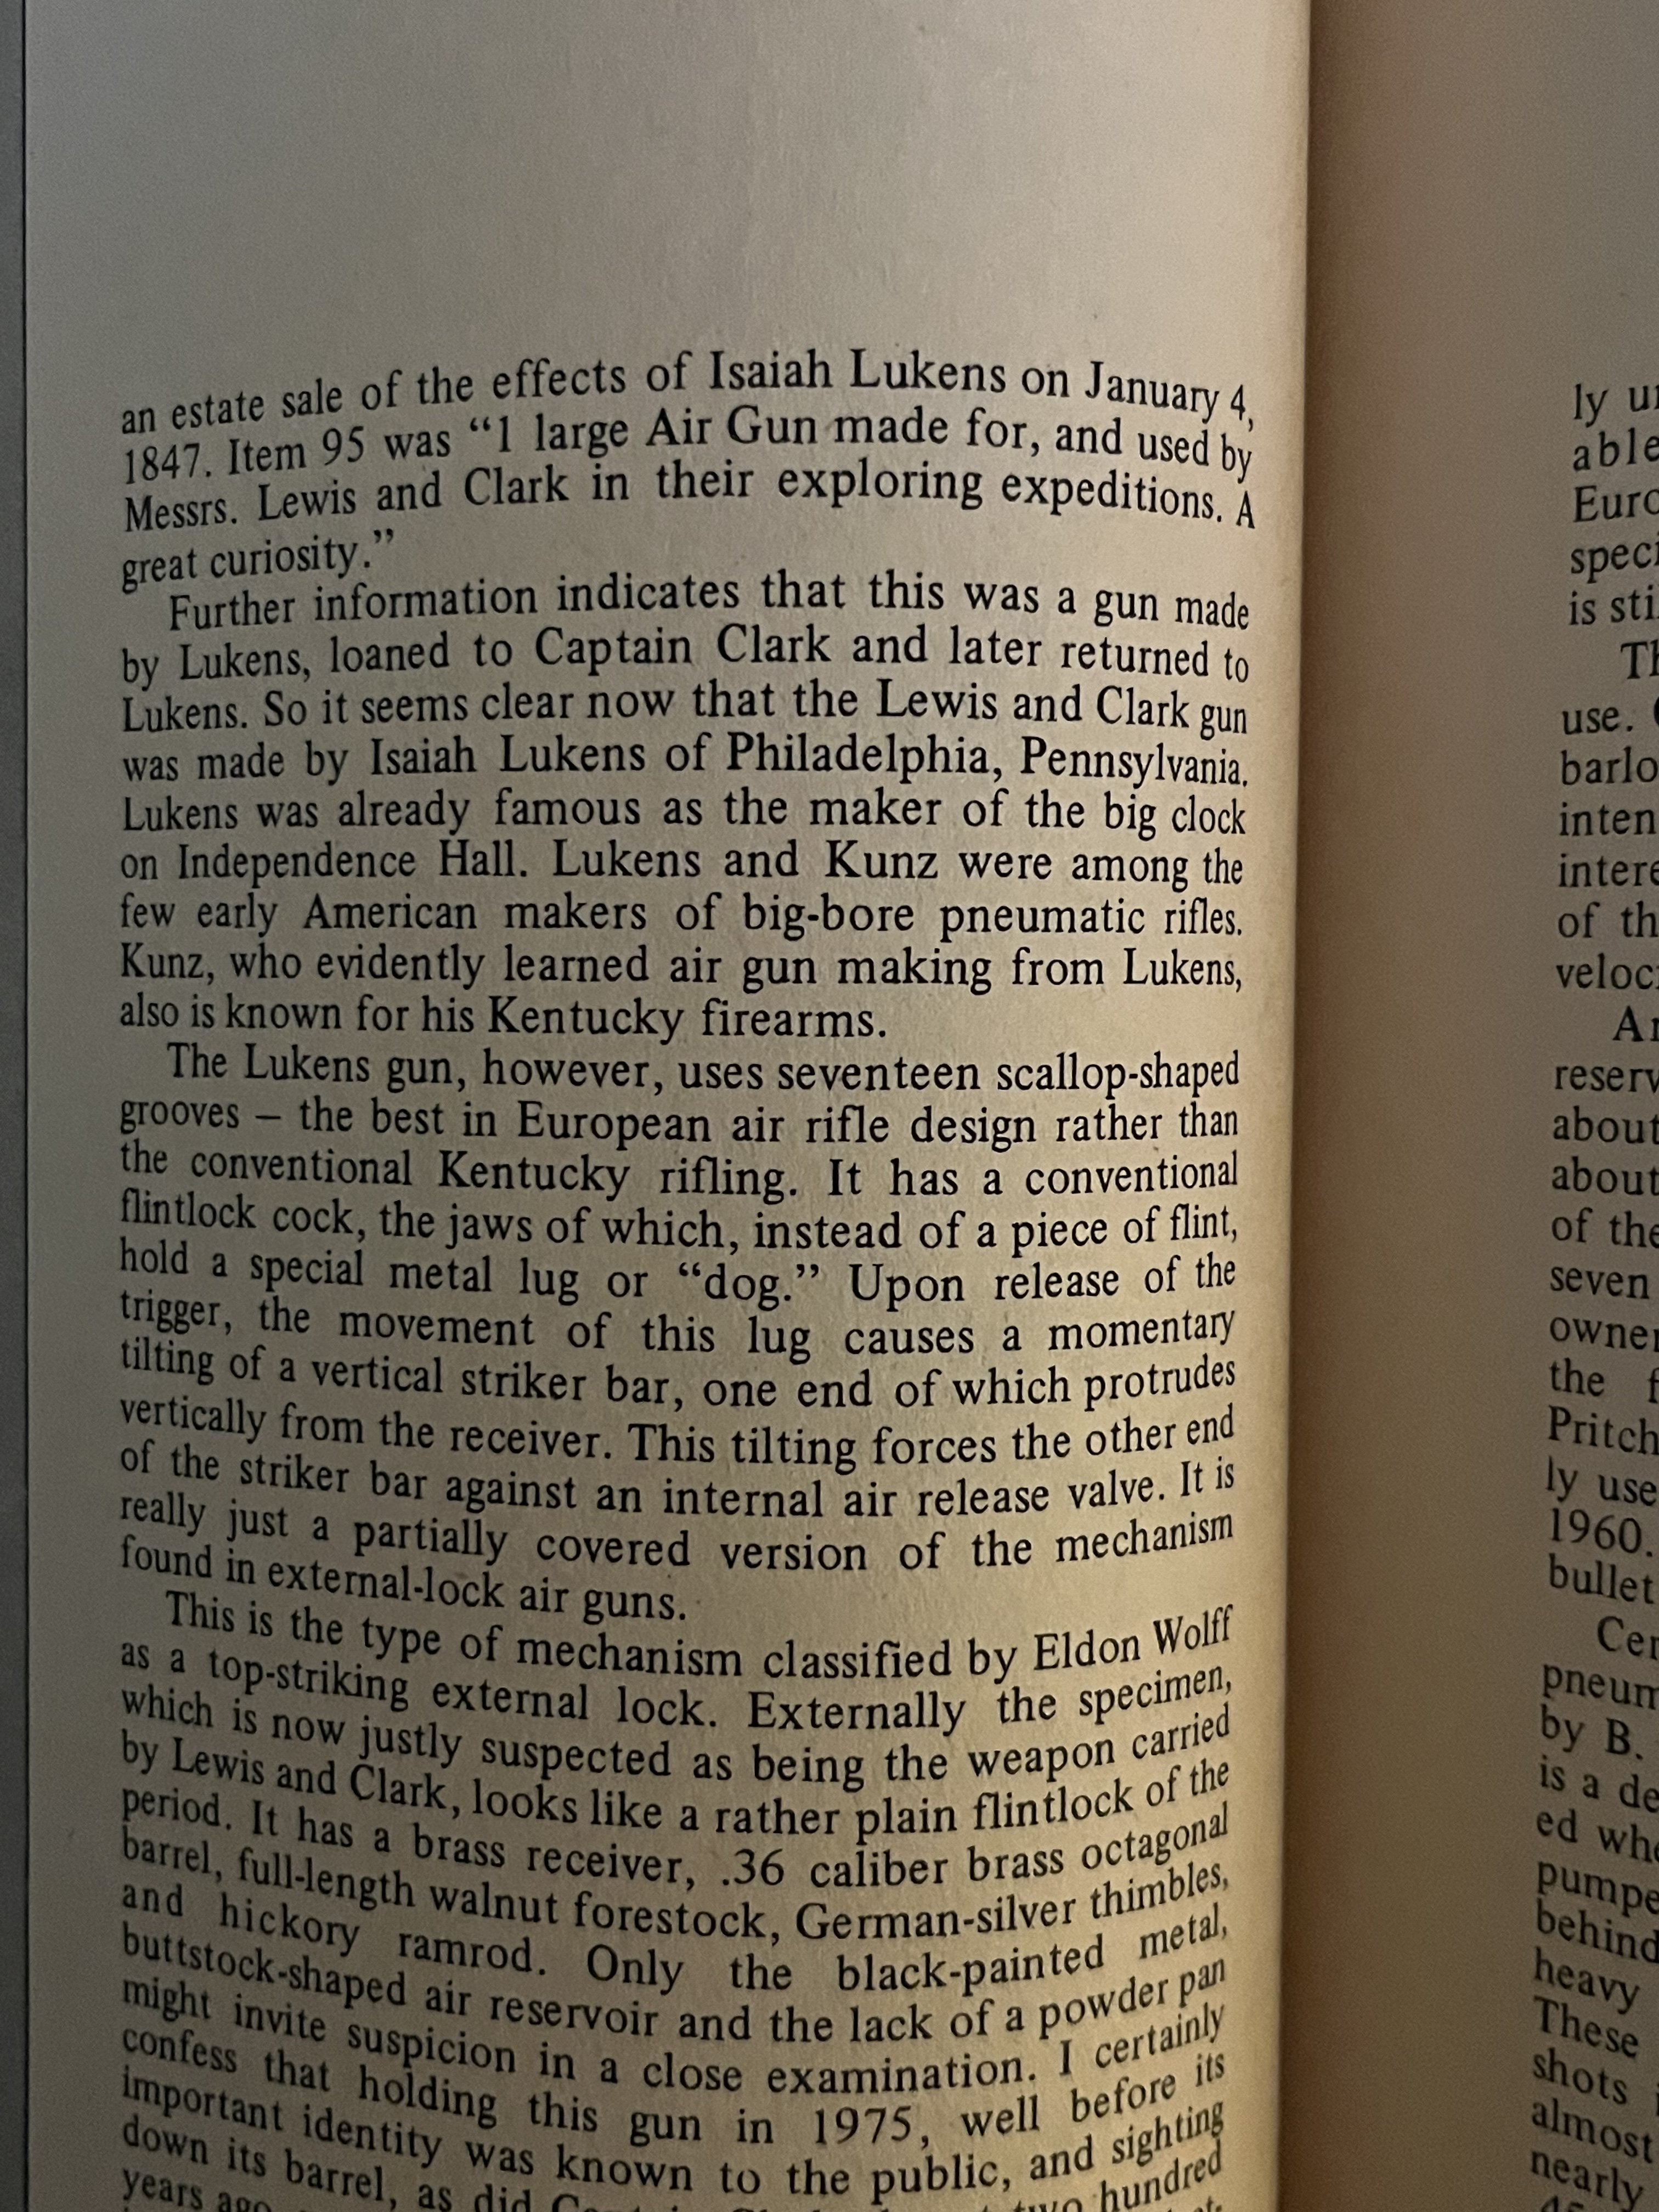 an estate sale of the effects of Isaiah Lukens on January 4,
1847. Item 95 was “1 large Air Gun made for, and used by
Messrs. Lewis and Clark in their exploring expeditions. A
great curiosity.”
Further information indicates that this was a gun made
by Lukens, loaned to Captain Clark and later returned to
Lukens. So it seems clear now that the Lewis and Clark gun
was made by Isaiah Lukens of Philadelphia, Pennsylvania.
Lukens was already famous as the maker of the big clock
on Independence Hall. Lukens and Kunz were among the
few early American makers of big-bore pneumatic rifles.
Kunz, who evidently learned air gun making from Lukens,
also is known for his Kentucky firearms.
The Lukens gun, however, uses seventeen scallop-shaped
grooves – the best in European air rifle design rather than
the conventional Kentucky rifling. It has a conventional
flintlock cock, the jaws of which, instead of a piece of flint,
hold a special metal lug or “dog.” Upon release of the
trigger, the movement of this lug causes a momentary
tilting of a vertical striker bar, one end of which protrudes
vertically from the receiver. This tilting forces the other end
of the striker bar against an internal air release valve. It is
really just a partially covered version of the mechanism
found in external-lock air guns.
This is the type of mechanism classified by Eldon Wolff
as a top-striking external lock. Externally the specimen,
which is now justly suspected as being the weapon carried
by Lewis and Clark, looks like a rather plain flintlock of the
period. It has a brass receiver, .36 caliber brass octagonal
barrel, full-length walnut forestock, German-silver thimbles,
and hickory ramrod. Only the black-painted metal,
buttstock-shaped air reservoir and the lack of a powder pan
might invite suspicion in a close examination. I certainly
confess that holding this gun in 1975, well before its
important identity was known to the public, and sighting
down its barrel, as did two hundred
years ago
ly
able
is
Th
use.
of
reserv
about
about
of the
seven
the
Pritch
ly use
1960.
bullet
by B.
is a
behind
heavy
These
shots
almost
nearly